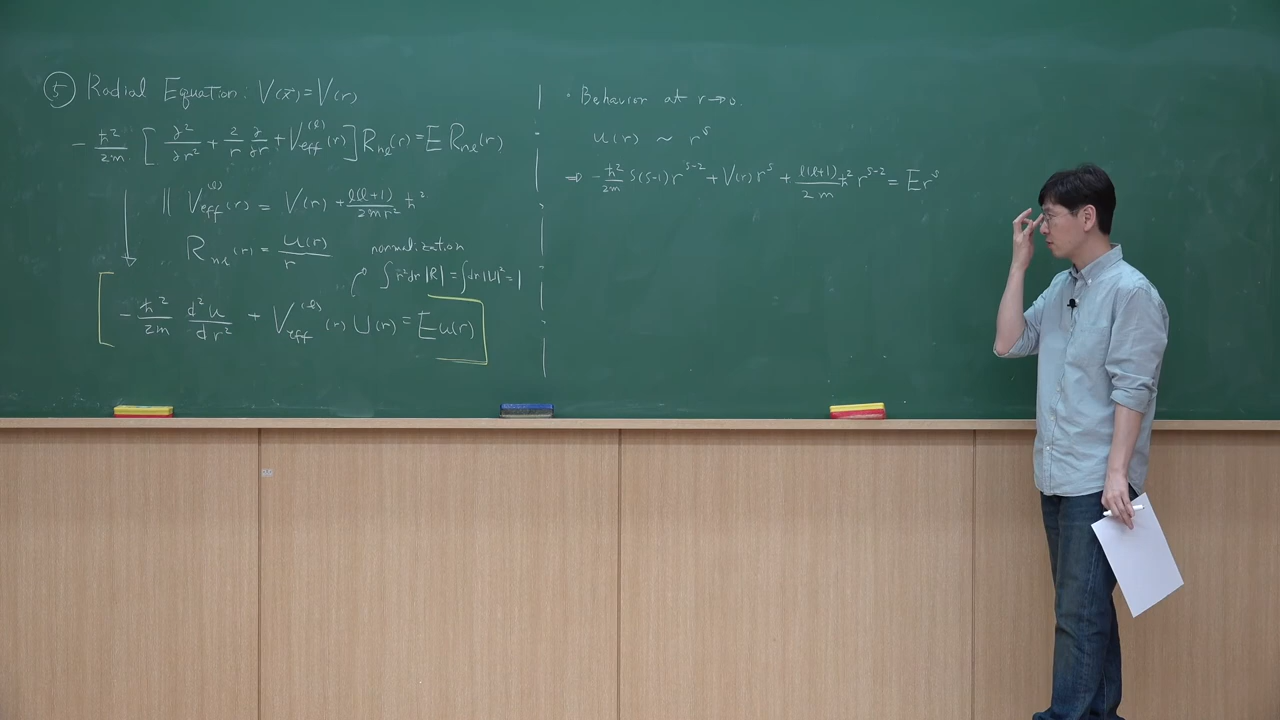 ⑤ Radial Equation: V(x⃗)=V(r)
- ħ²/2m [ ∂²/∂r² + 2/r ∂/∂r + V_eff^(l)(r) ] R_nl(r) = E R_nl(r)
|| V_eff^(l)(r) = V(r) + l(l+1)/2mr² ħ²
R_nl(r) = u(r)/r
normalization
∫r²dr|R| = ∫dr|U|² = 1
- ħ²/2m d²u/dr² + V_eff^(l)(r) U(r) = E u(r)
· Behavior at r→0.
u(r) ~ r^s
⇒ - ħ²/2m s(s-1) r^(s-2) + V(r) r^s + l(l+1)/2m ħ² r^(s-2) = E r^s